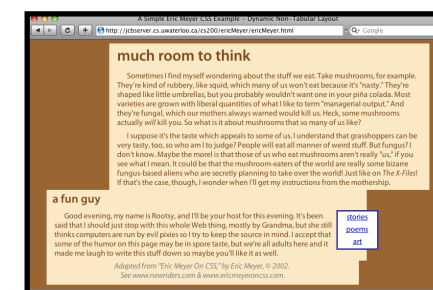 A Simple Eric Meyer CSS Example – Dynamic Non-Tabular Layout
http://jcbserver.cs.uwaterloo.ca/cs200/ericMeyer/ericMeyer.html
Google
much room to think
Sometimes I find myself wondering about the stuff we eat. Take mushrooms, for example.
They're kind of rubbery, like squid, which many of us won't eat because it's "nasty." They're
shaped like little umbrellas, but you probably wouldn't want one in your piña colada. Most
varieties are grown with liberal quantities of what I like to term "managerial output." And
they're fungal, which our mothers always warned would kill us. Heck, some mushrooms
actually will kill you. So what is it about mushrooms that so many of us like?
I suppose it's the taste which appeals to some of us. I understand that grasshoppers can be
very tasty, too, so who am I to judge? People will eat all manner of weird stuff. But fungus? I
don't know. Maybe the morel is that those of us who eat mushrooms aren't really "us," if you
see what I mean. It could be that the mushroom-eaters of the world are really some bizarre
fungus-based aliens who are secretly planning to take over the world! Just like on The X-Files!
If that's the case, though, I wonder when I'll get my instructions from the mothership.
a fun guy
Good evening, my name is Rootsy, and I'll be your host for this evening. It's been
said that I should just stop with this whole Web thing, mostly by Grandma, but she still
thinks computers are run by evil pixies so I try to keep the source in mind. I accept that
some of the humor on this page may be in spore taste, but we're all adults here and it
made me laugh to write this stuff down so maybe you'll like it as well.
stories
poems
art
Adapted from "Eric Meyer On CSS," by Eric Meyer, © 2002.
See www.newriders & www.ericmeyeroncss.com.